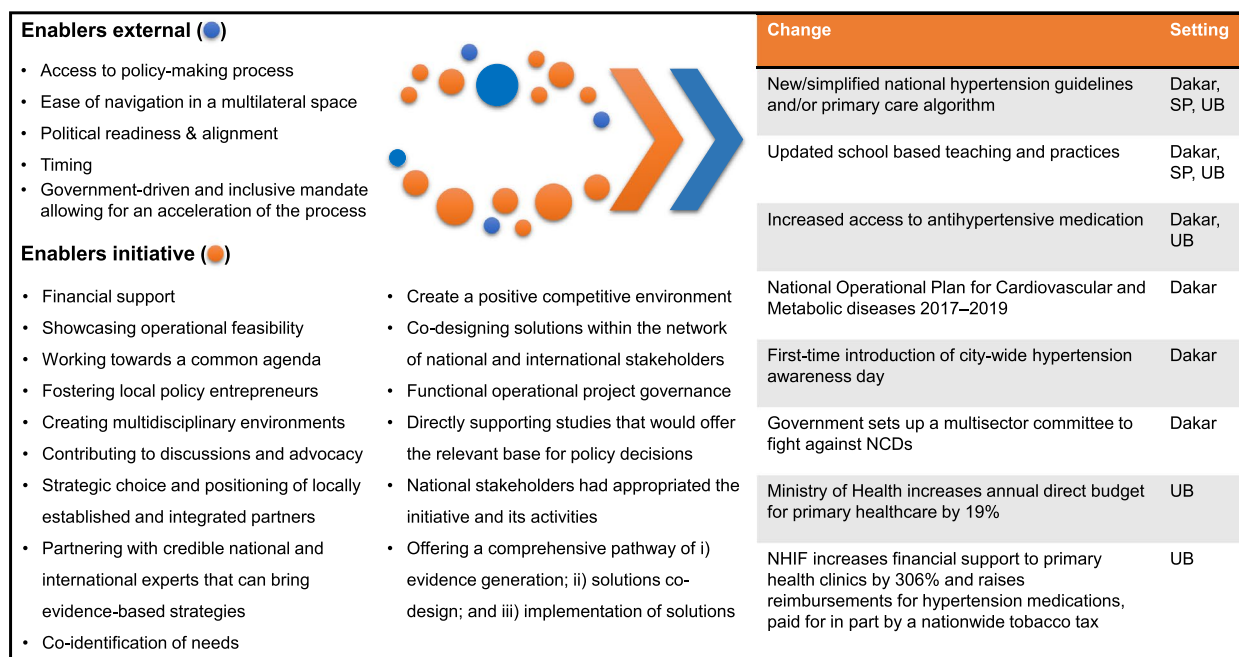 Enablers external ( )
• Access to policy-making process
• Ease of navigation in a multilateral space
• Political readiness & alignment
• Timing
• Government-driven and inclusive mandate
allowing for an acceleration of the process
Enablers initiative ( )
• Financial support
• Showcasing operational feasibility
• Working towards a common agenda
• Fostering local policy entrepreneurs
• Creating multidisciplinary environments
• Contributing to discussions and advocacy
• Strategic choice and positioning of locally
established and integrated partners
• Partnering with credible national and
international experts that can bring
evidence-based strategies
• Co-identification of needs
• Create a positive competitive environment
• Co-designing solutions within the network
of national and international stakeholders
• Functional operational project governance
• Directly supporting studies that would offer
the relevant base for policy decisions
• National stakeholders had appropriated the
initiative and its activities
• Offering a comprehensive pathway of i)
evidence generation; ii) solutions co-
design; and iii) implementation of solutions
Change Setting
New/simplified national hypertension guidelines Dakar,
and/or primary care algorithm SP, UB
Updated school based teaching and practices Dakar,
SP, UB
Increased access to antihypertensive medication Dakar,
UB
National Operational Plan for Cardiovascular and Dakar
Metabolic diseases 2017–2019
First-time introduction of city-wide hypertension Dakar
awareness day
Government sets up a multisector committee to Dakar
fight against NCDs
Ministry of Health increases annual direct budget UB
for primary healthcare by 19%
NHIF increases financial support to primary UB
health clinics by 306% and raises
reimbursements for hypertension medications,
paid for in part by a nationwide tobacco tax